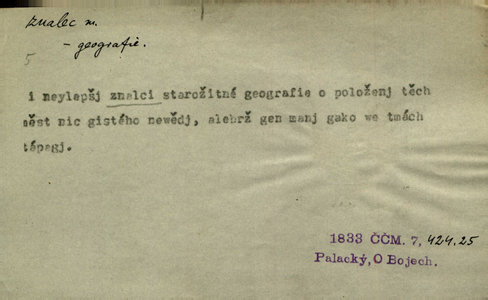 znalec m.
- geografie.
5
i neylepšj znalci starožitné geografie o položenj těch
měst nic gistého newědj, alebrž gen manj gako we tmách
tápagj.
1833 ČČM. 7, 424.25
Palacký, O Bojech.